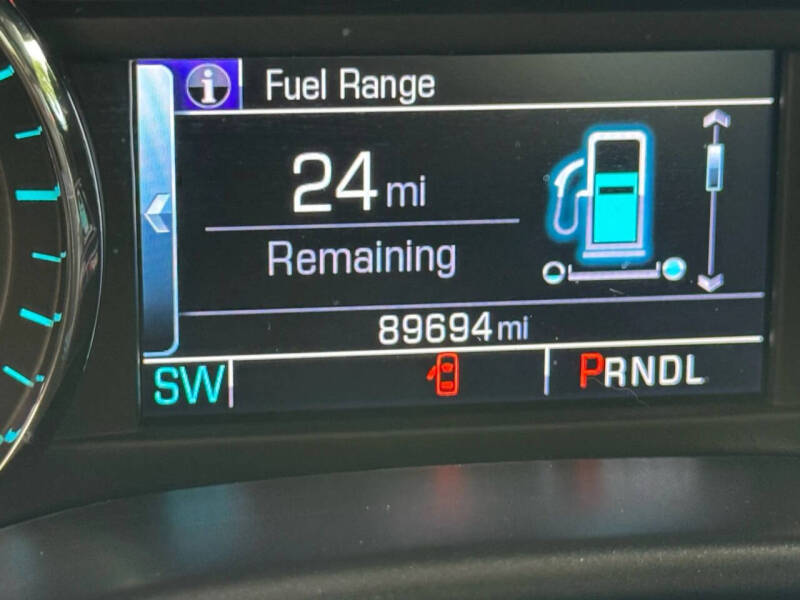 i Fuel Range
24 mi
Remaining
89694 mi
SW PRNDL